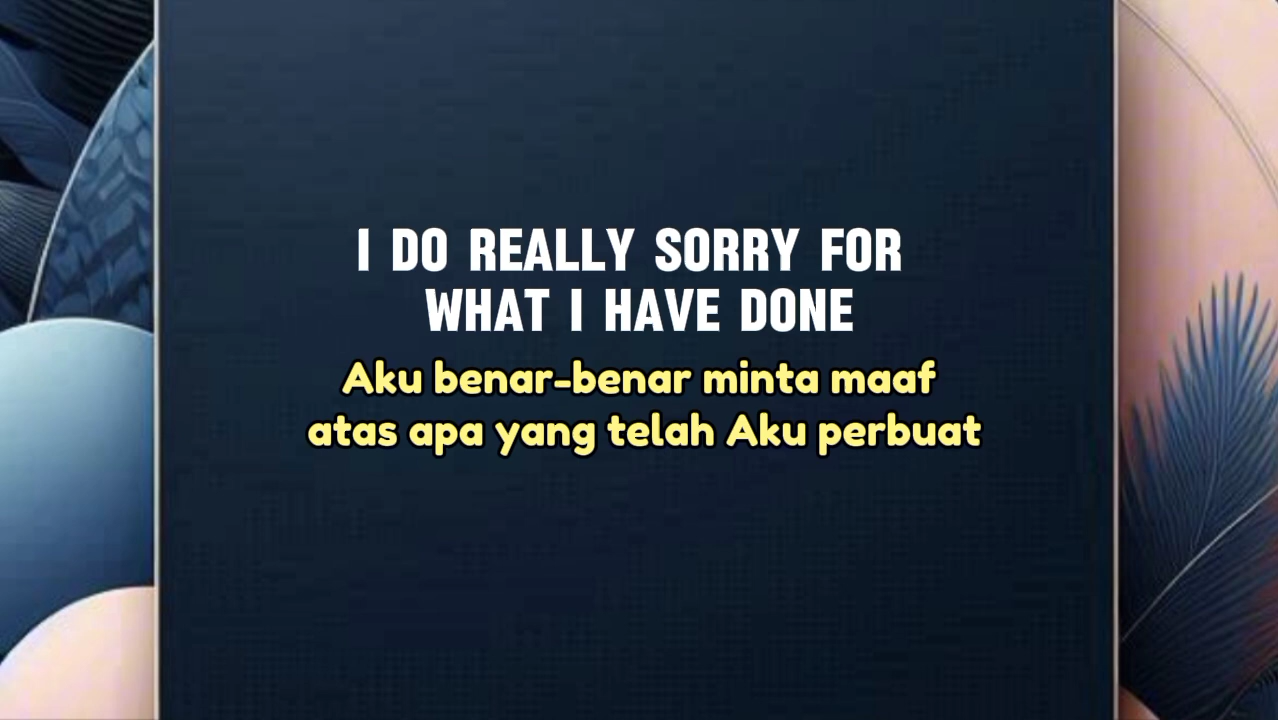 I DO REALLY SORRY FOR
WHAT I HAVE DONE
Aku benar-benar minta maaf
atas apa yang telah Aku perbuat